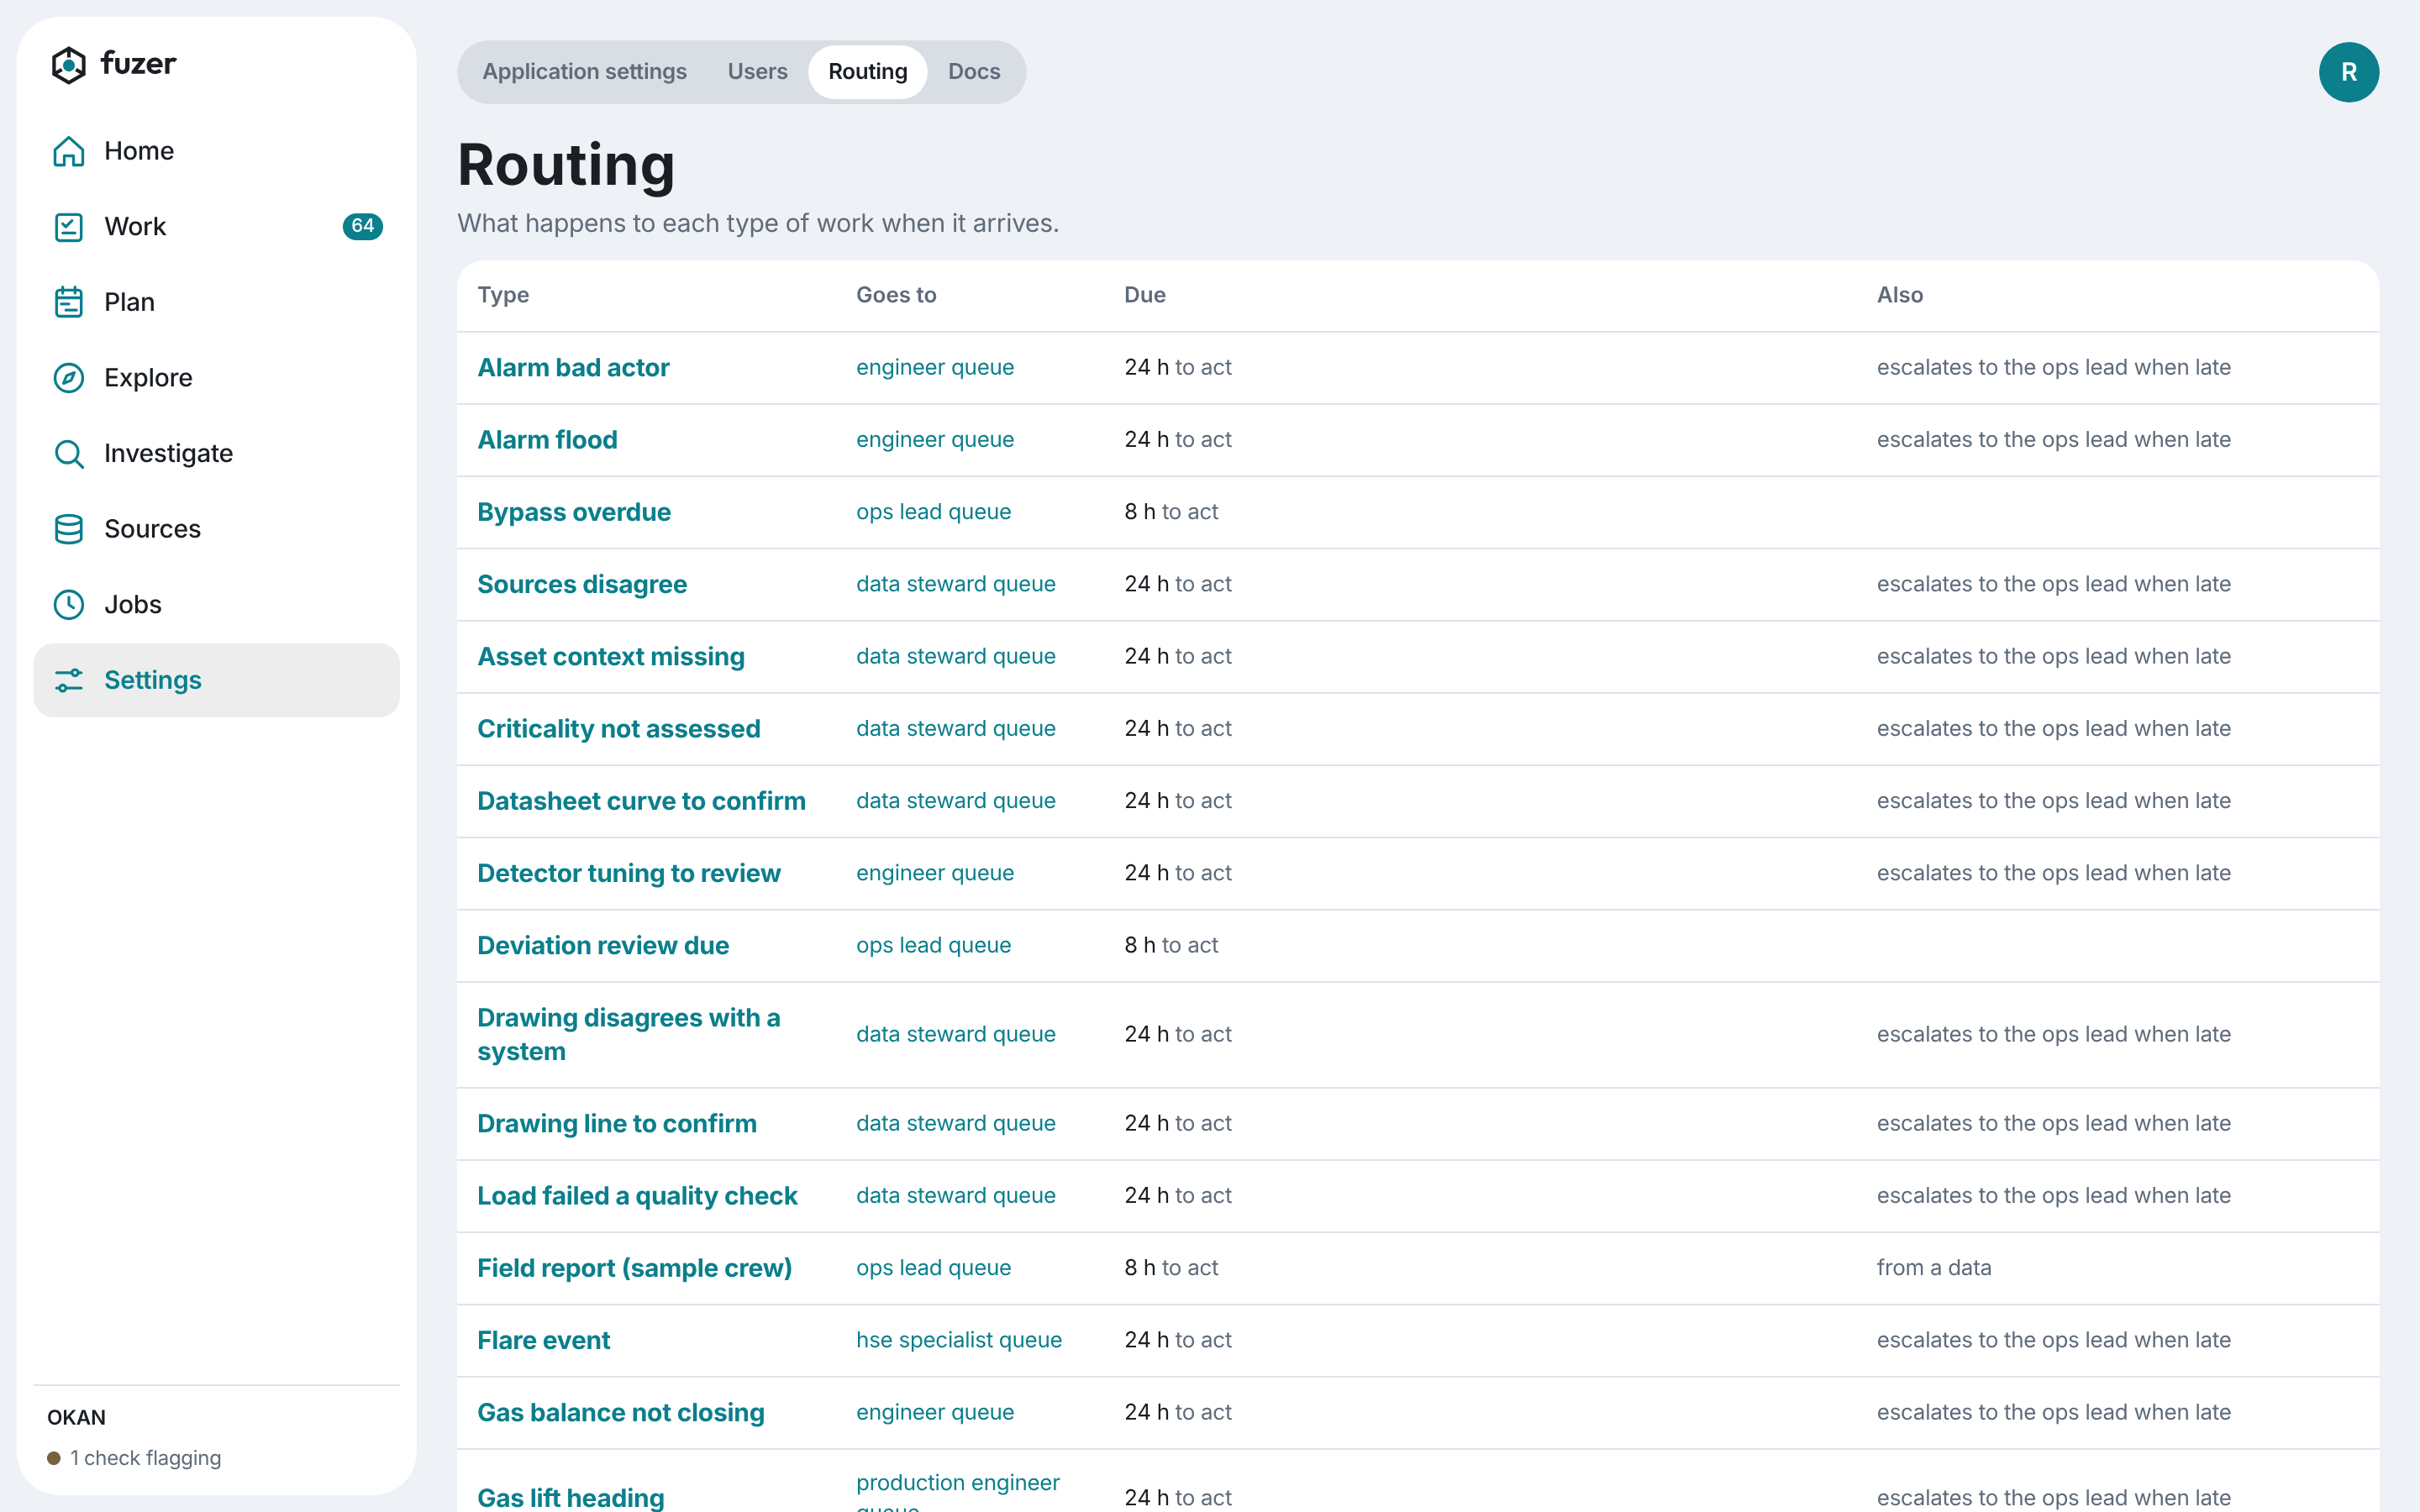 fuzer
Home
Work 64
Plan
Explore
Investigate
Sources
Jobs
Settings
OKAN
1 check flagging
Application settings Users Routing Docs
R
Routing
What happens to each type of work when it arrives.
Type Goes to Due Also
Alarm bad actor engineer queue 24 h to act escalates to the ops lead when late
Alarm flood engineer queue 24 h to act escalates to the ops lead when late
Bypass overdue ops lead queue 8 h to act
Sources disagree data steward queue 24 h to act escalates to the ops lead when late
Asset context missing data steward queue 24 h to act escalates to the ops lead when late
Criticality not assessed data steward queue 24 h to act escalates to the ops lead when late
Datasheet curve to confirm data steward queue 24 h to act escalates to the ops lead when late
Detector tuning to review engineer queue 24 h to act escalates to the ops lead when late
Deviation review due ops lead queue 8 h to act
Drawing disagrees with a
system data steward queue 24 h to act escalates to the ops lead when late
Drawing line to confirm data steward queue 24 h to act escalates to the ops lead when late
Load failed a quality check data steward queue 24 h to act escalates to the ops lead when late
Field report (sample crew) ops lead queue 8 h to act from a data
Flare event hse specialist queue 24 h to act escalates to the ops lead when late
Gas balance not closing engineer queue 24 h to act escalates to the ops lead when late
Gas lift heading production engineer 24 h to act escalates to the ops lead when late